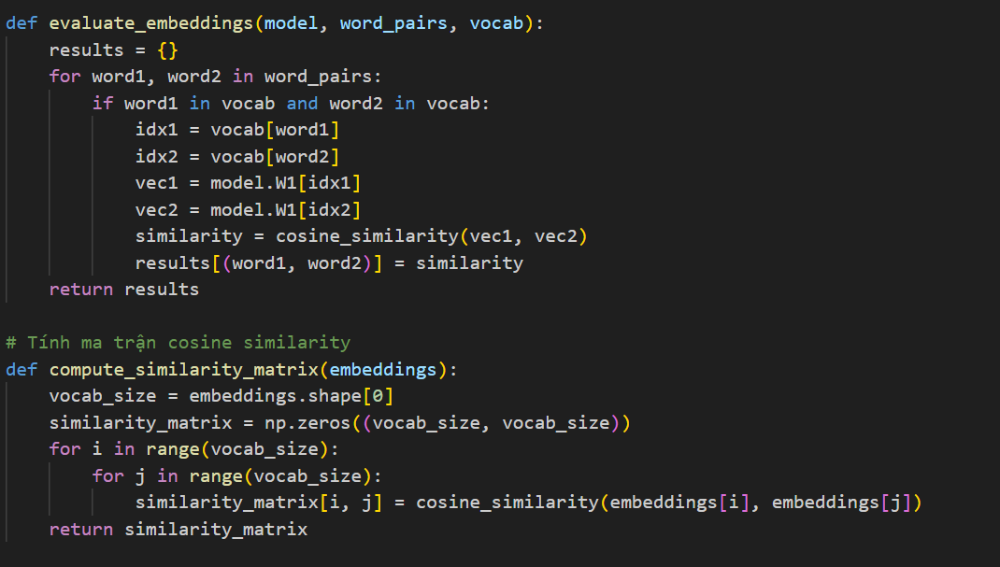 def evaluate_embeddings(model, word_pairs, vocab):
    results = {}
    for word1, word2 in word_pairs:
        if word1 in vocab and word2 in vocab:
            idx1 = vocab[word1]
            idx2 = vocab[word2]
            vec1 = model.W1[idx1]
            vec2 = model.W1[idx2]
            similarity = cosine_similarity(vec1, vec2)
            results[(word1, word2)] = similarity
    return results
# Tính ma trận cosine similarity
def compute_similarity_matrix(embeddings):
    vocab_size = embeddings.shape[0]
    similarity_matrix = np.zeros((vocab_size, vocab_size))
    for i in range(vocab_size):
        for j in range(vocab_size):
            similarity_matrix[i, j] = cosine_similarity(embeddings[i], embeddings[j])
    return similarity_matrix